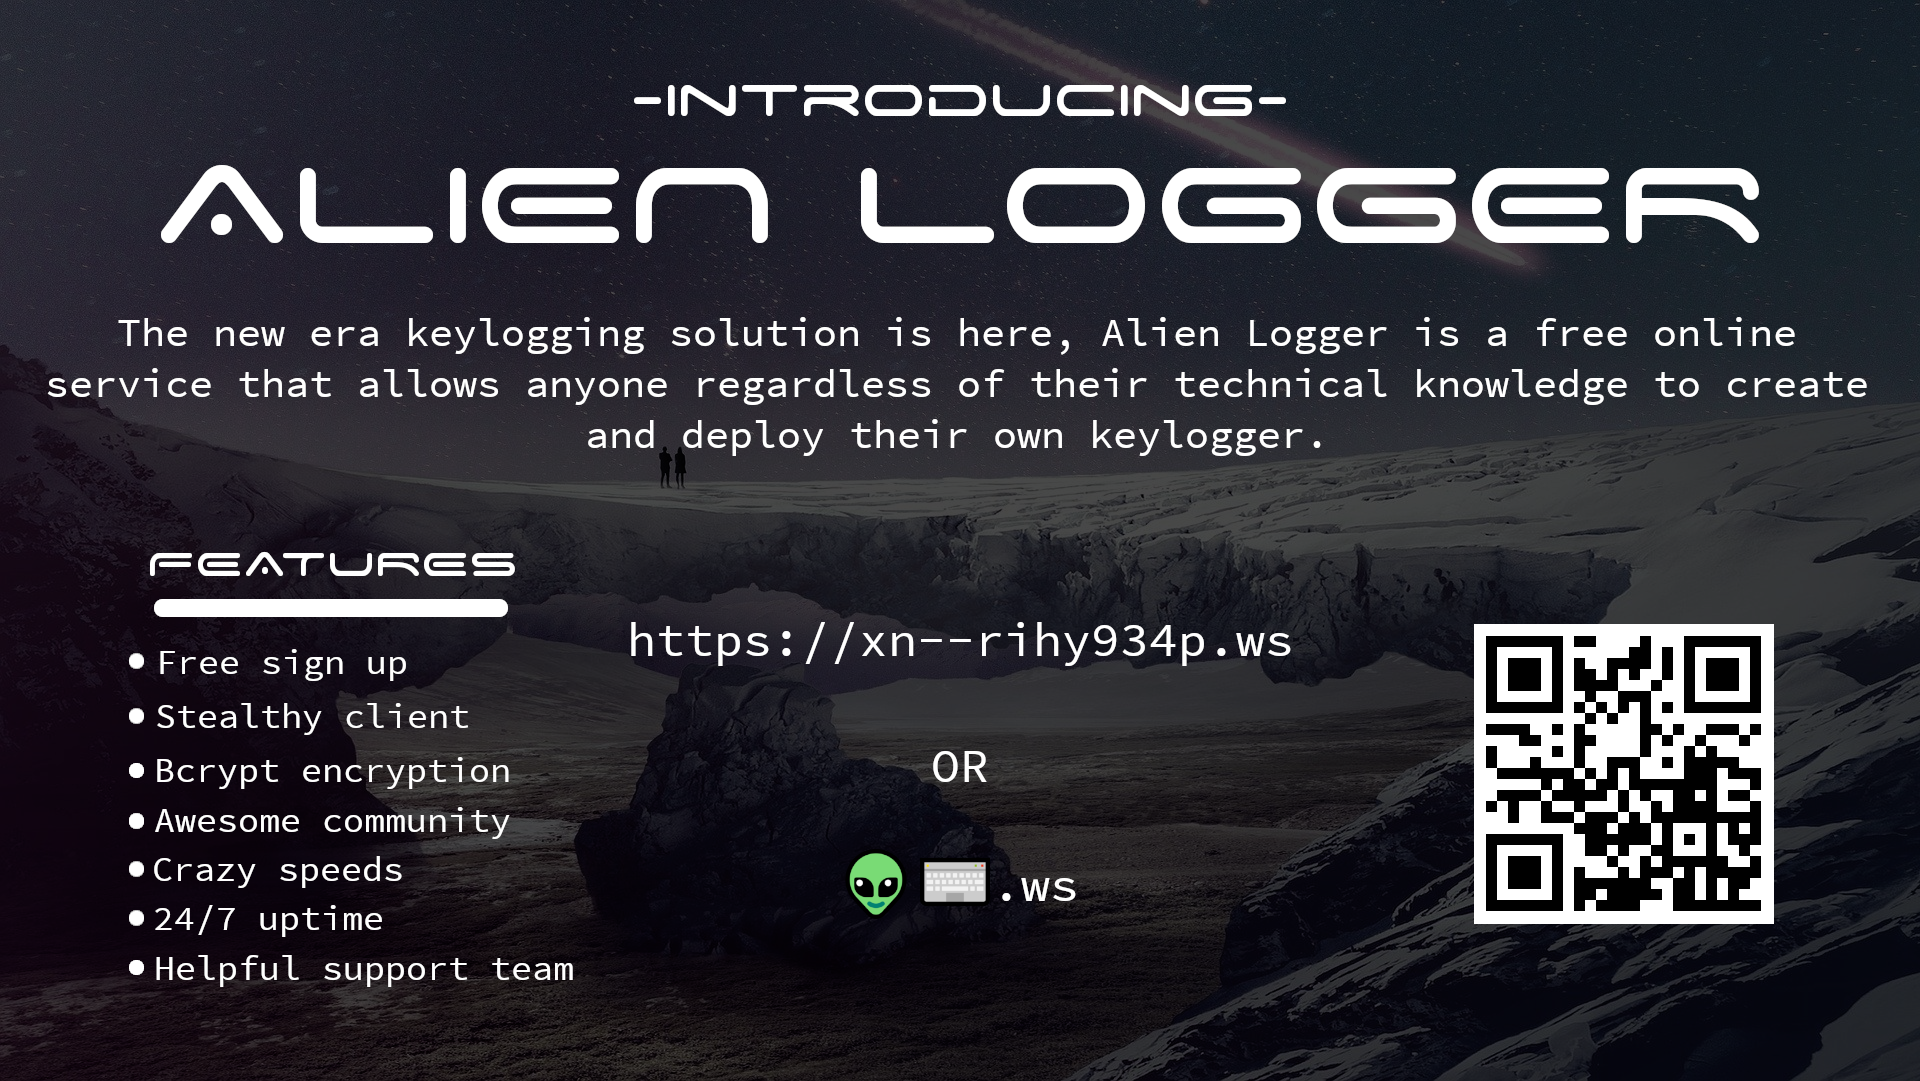 -INTRODUCING-
ALIEN LOGGER
The new era keylogging solution is here, Alien Logger is a free online
service that allows anyone regardless of their technical knowledge to create
and deploy their own keylogger.
FEATURES
Free sign up
Stealthy client
Bcrypt encryption
Awesome community
Crazy speeds
24/7 uptime
Helpful support team
https://xn--rihy934p.ws
OR
👽⌨️.ws